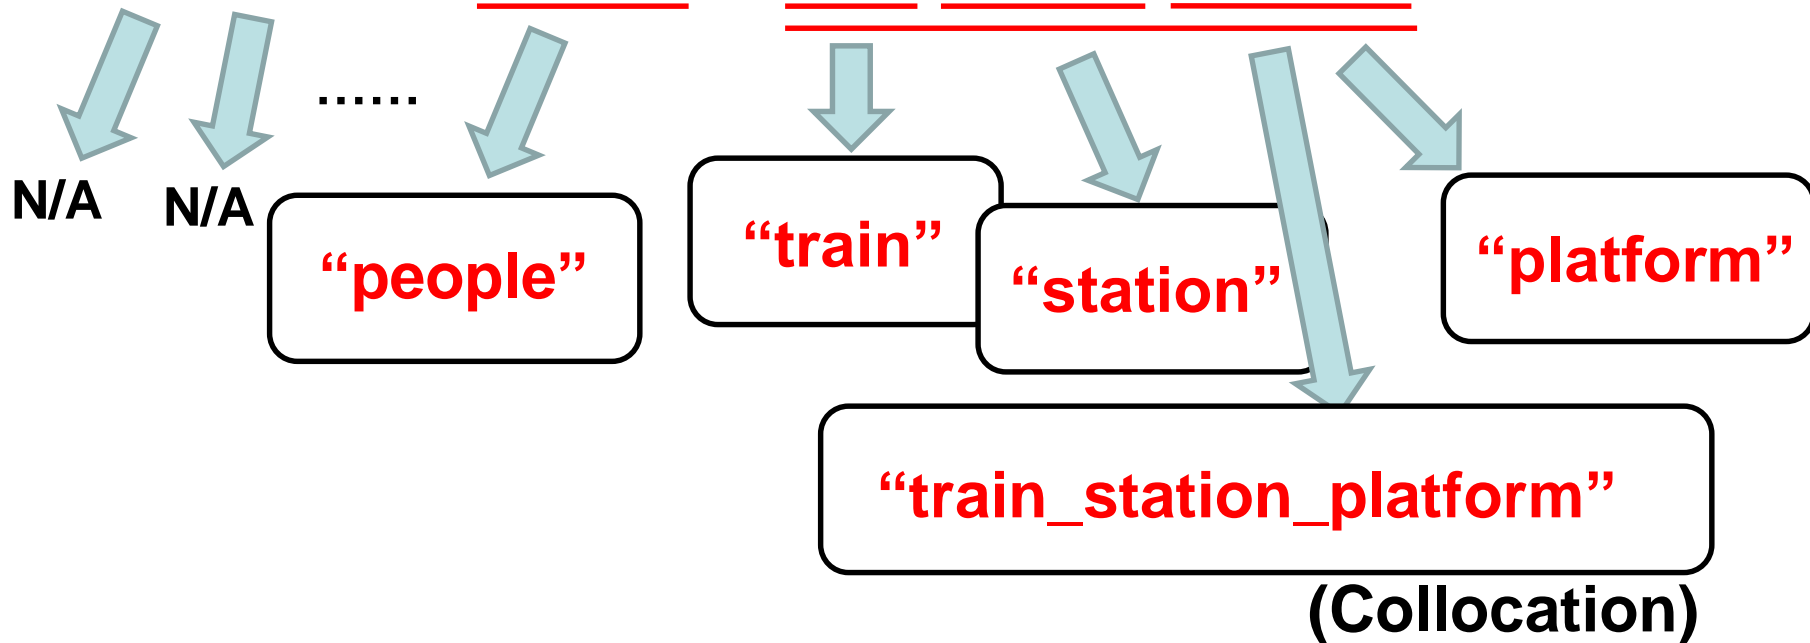 ......
N/A
N/A
“people”
“train”
“station”
“platform”
“train_station_platform”
(Collocation)